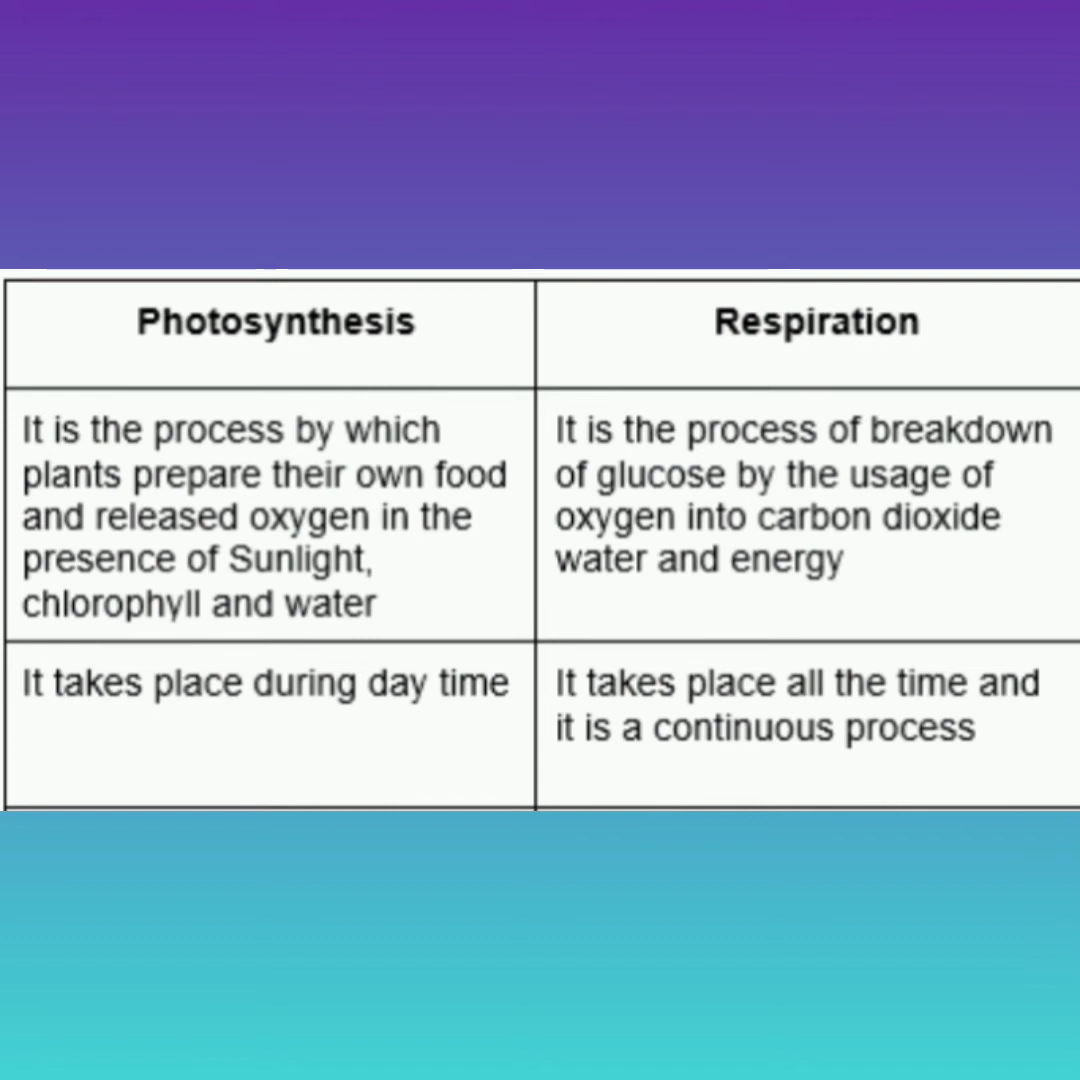 Photosynthesis
Respiration
It is the process by which
plants prepare their own food
and released oxygen in the
presence of Sunlight,
chlorophyll and water
It is the process of breakdown
of glucose by the usage of
oxygen into carbon dioxide
water and energy
It takes place during day time
It takes place all the time and
it is a continuous process